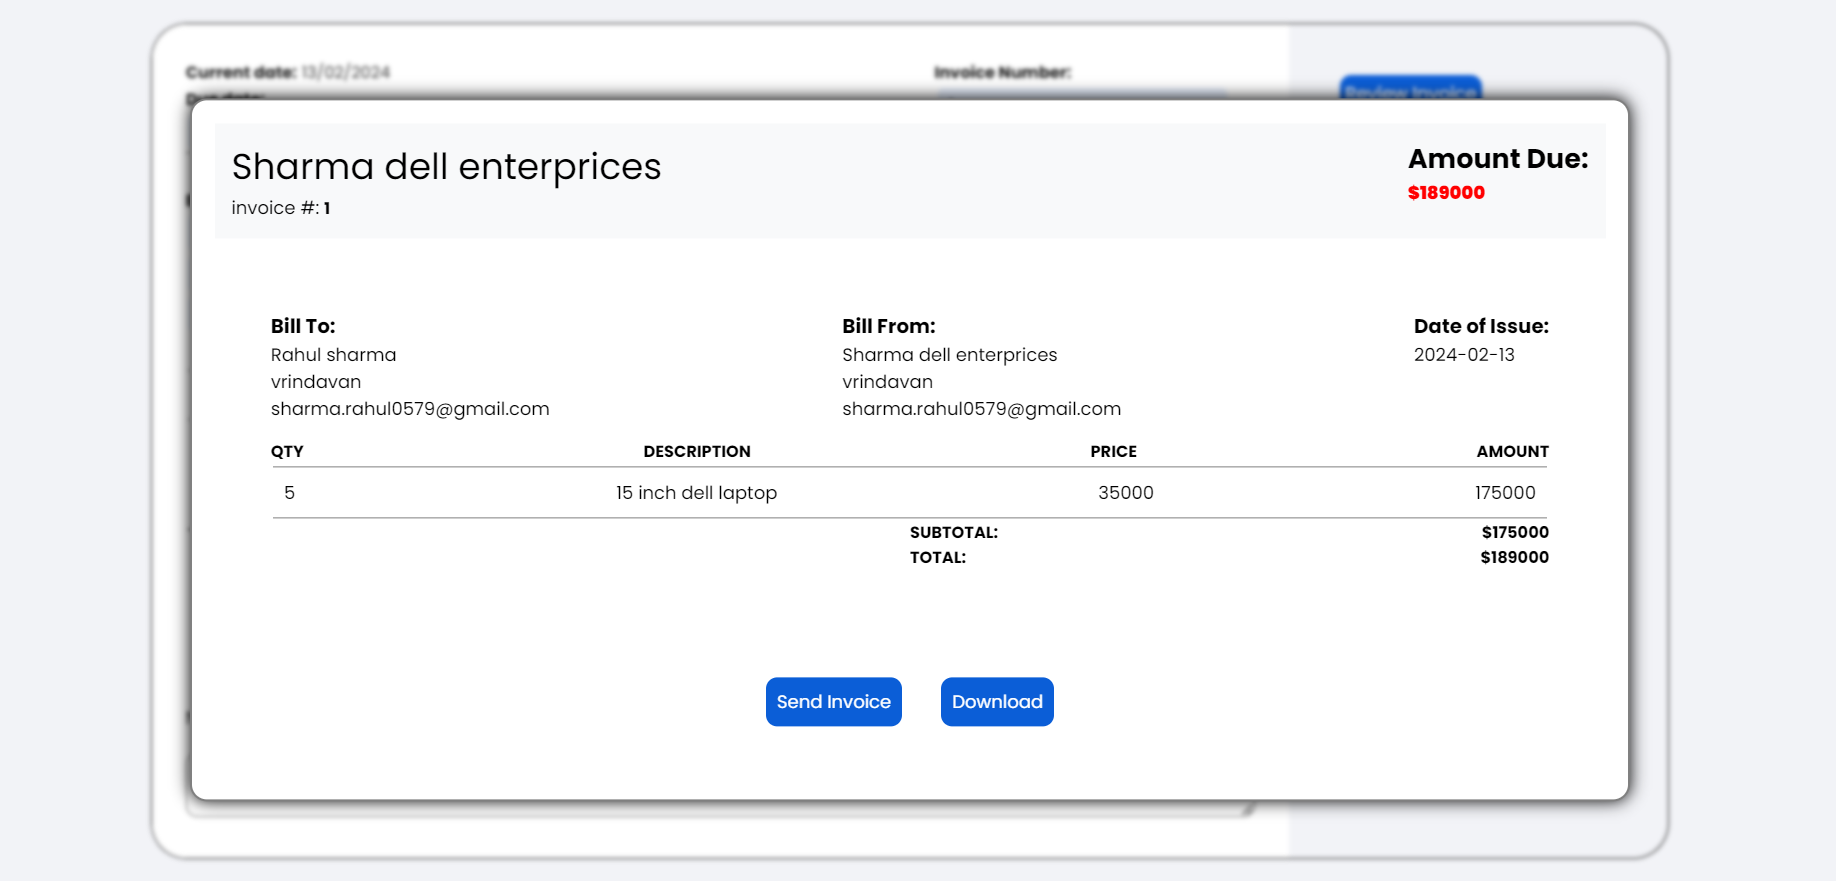 Current date: 13/02/2024
Invoice Number:
Due date:
Review Invoice
Sharma dell enterprices
invoice #: 1
Amount Due:
$189000
Bill To:
Rahul sharma
vrindavan
sharma.rahul0579@gmail.com
Bill From:
Sharma dell enterprices
vrindavan
sharma.rahul0579@gmail.com
Date of Issue:
2024-02-13
QTY DESCRIPTION PRICE AMOUNT
5 15 inch dell laptop 35000 175000
SUBTOTAL: $175000
TOTAL: $189000
Send Invoice
Download